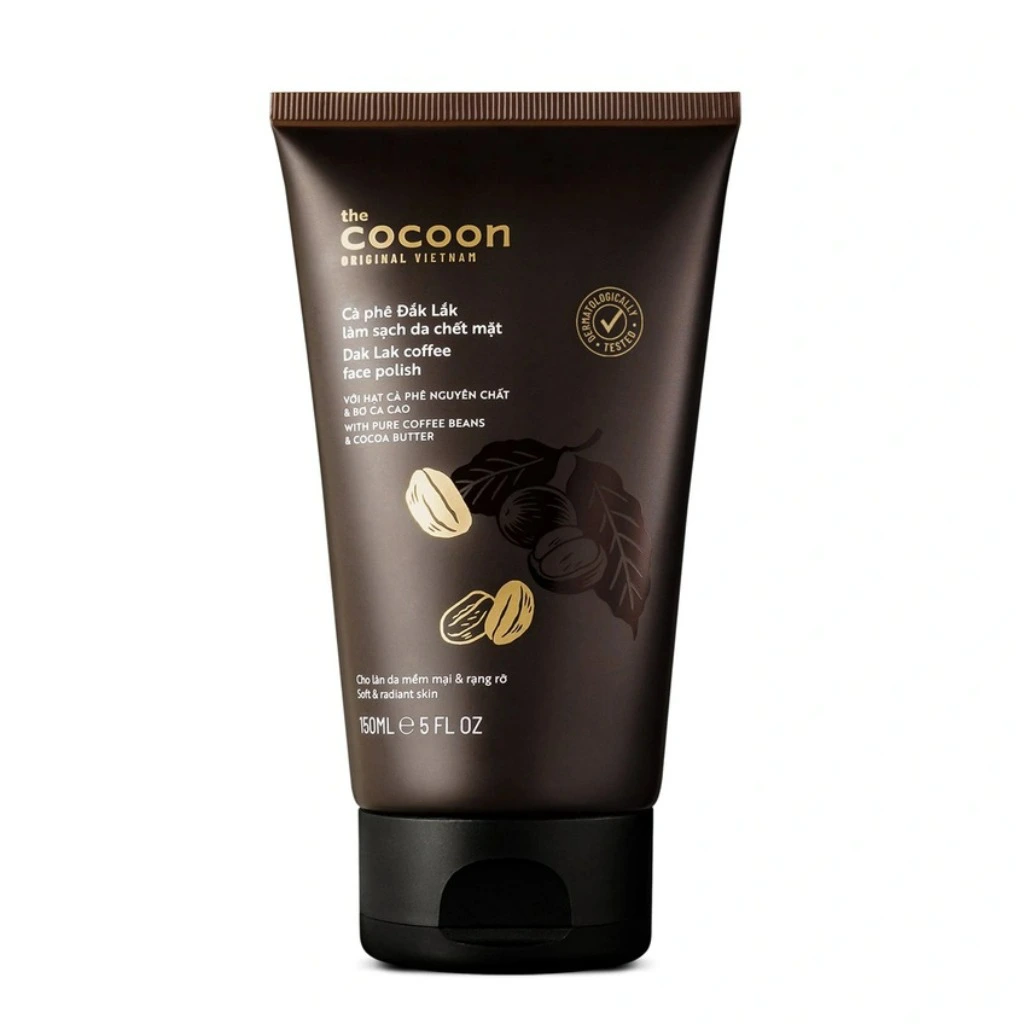 the
cocoon
ORIGINAL VIETNAM
Cà phê Đắk Lắk
làm sạch da chết mặt
Dak Lak coffee
face polish
VỚI HẠT CÀ PHÊ NGUYÊN CHẤT
& BƠ CA CAO
WITH PURE COFFEE BEANS
& COCOA BUTTER
DERMATOLOGICALLY
• TESTED •
Cho làn da mềm mại & rạng rỡ
Soft & radiant skin
150ML ℮ 5 FL OZ